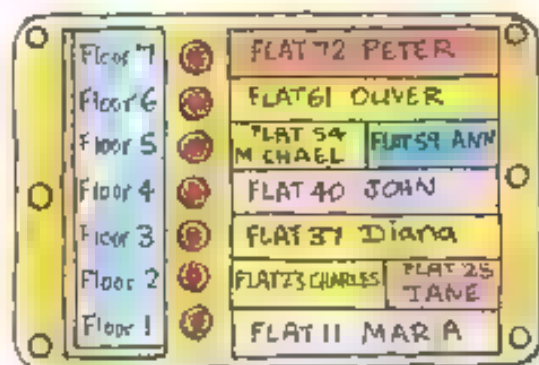 Floor 7 FLAT 72 PETER
Floor 6 FLAT 61 OLIVER
Floor 5 FLAT 54 MICHAEL FLAT 59 ANN
Floor 4 FLAT 40 JOHN
Floor 3 FLAT 37 Diana
Floor 2 FLAT 23 CHARLES FLAT 25 JANE
Floor 1 FLAT 11 MARIA